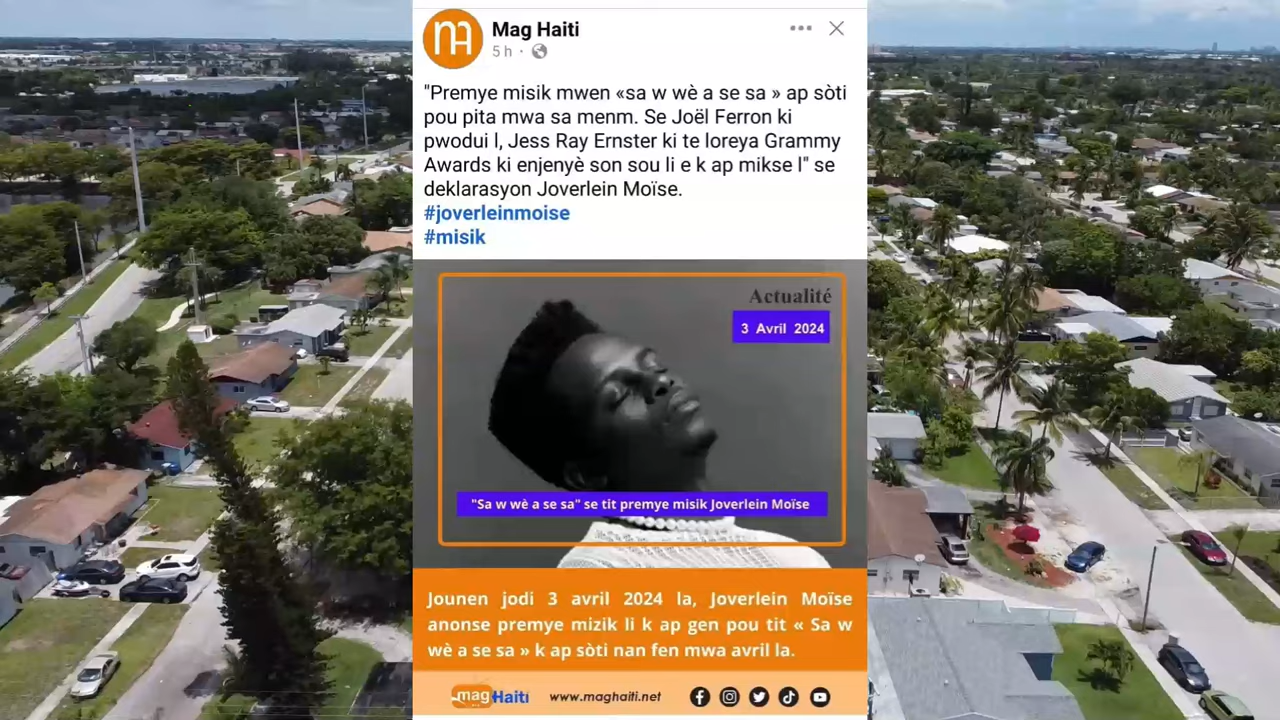 Mag Haiti
5 h ·
"Premye misik mwen «sa w wè a se sa » ap sòti
pou pita mwa sa menm. Se Joël Ferron ki
pwodui l, Jess Ray Ernster ki te loreya Grammy
Awards ki enjenyè son sou li e k ap mikse l" se
deklarasyon Joverlein Moïse.
#joverleinmoise
#misik
Actualité
3 Avril 2024
"Sa w wè a se sa" se tit premye misik Joverlein Moïse
Jounen jodi 3 avril 2024 la, Joverlein Moïse
anonse premye mizik li k ap gen pou tit « Sa w
wè a se sa » k ap sòti nan fen mwa avril la.
mag Haiti
www.maghaiti.net